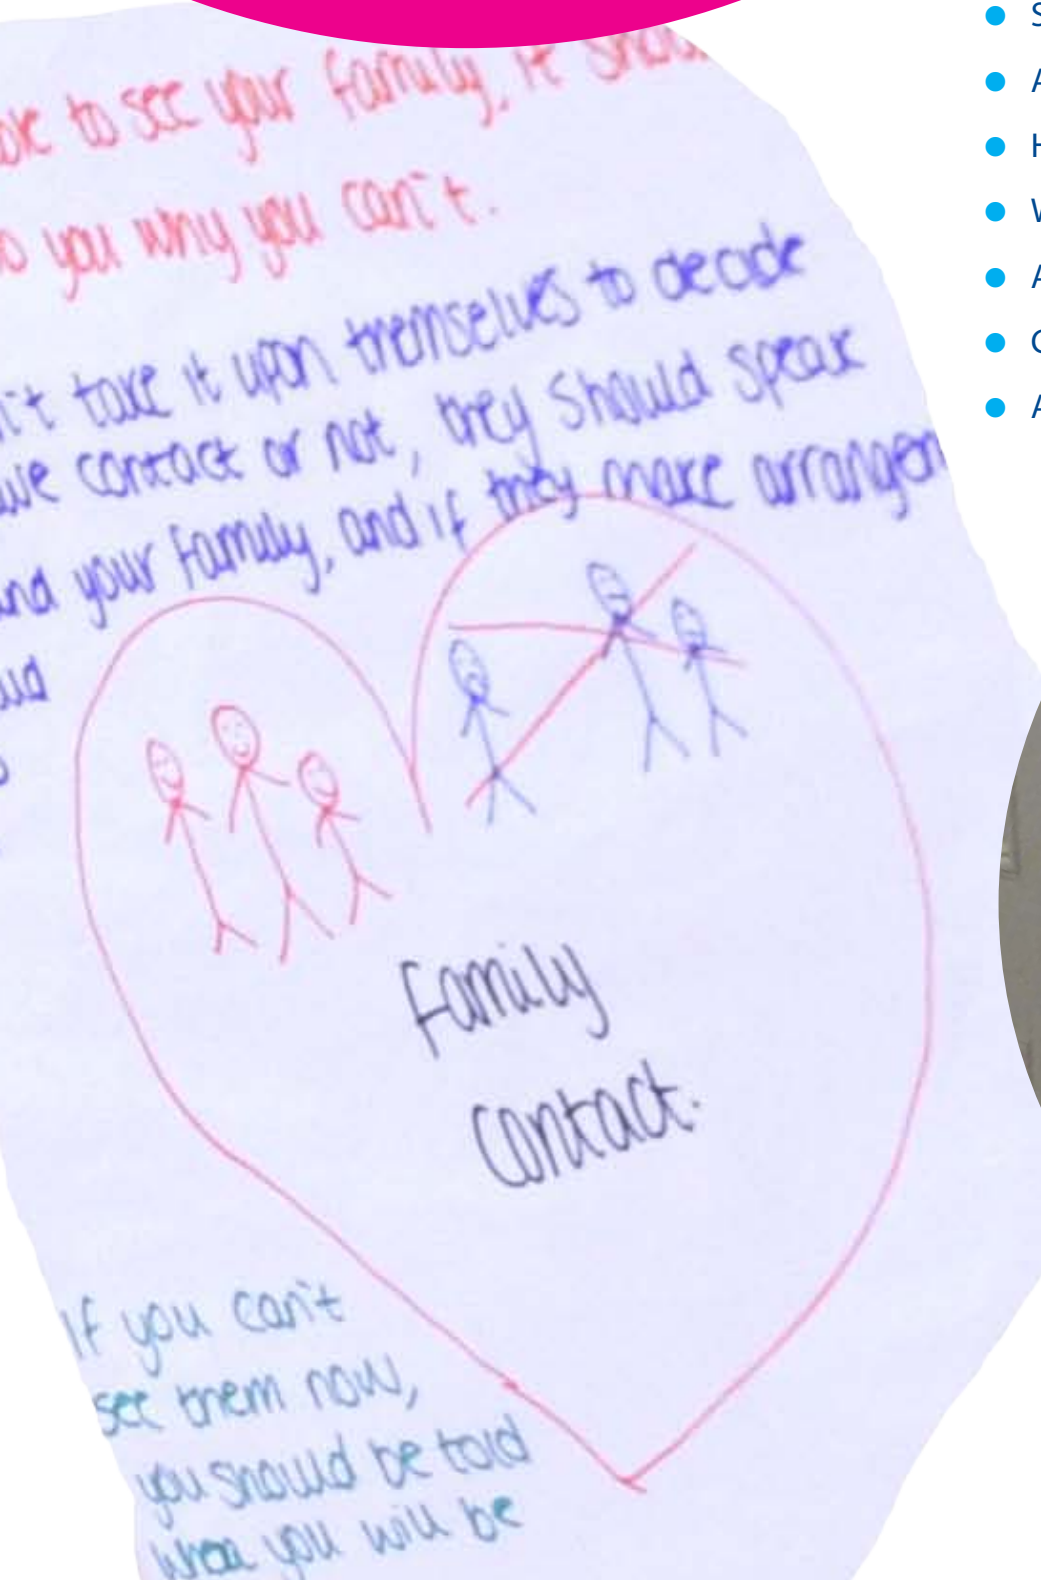 to see your family, it
you why you can't.
take it upon themselves to decide
contact or not, they should speak
and your family, and if they make arrangem
Family
contact.
If you can't
see them now,
you should be told
when you will be
S
A
H
W
A
A